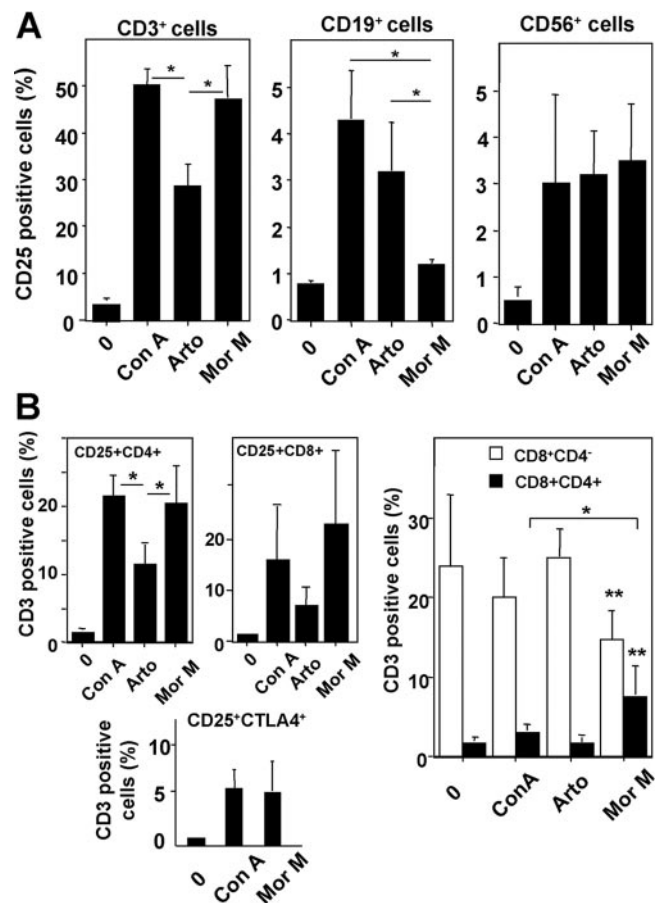 A
CD3⁺ cells
CD19⁺ cells
CD56⁺ cells
CD25 positive cells (%)
50
40
30
20
10
0
*
*
0
Con A
Arto
Mor M
5
4
3
2
1
0
*
*
0
Con A
Arto
Mor M
5
4
3
2
1
0
0
Con A
Arto
Mor M
B
CD25+CD4+
CD3 positive cells (%)
20
10
0
*
*
0
Con A
Arto
Mor M
CD25+CD8+
20
10
0
0
Con A
Arto
Mor M
CD25⁺CTLA4⁺
CD3 positive
cells (%)
10
5
0
0
Con A
Mor M
CD8⁺CD4⁻
CD8+CD4+
CD3 positive cells (%)
30
20
10
0
*
**
**
0
ConA
Arto
Mor M